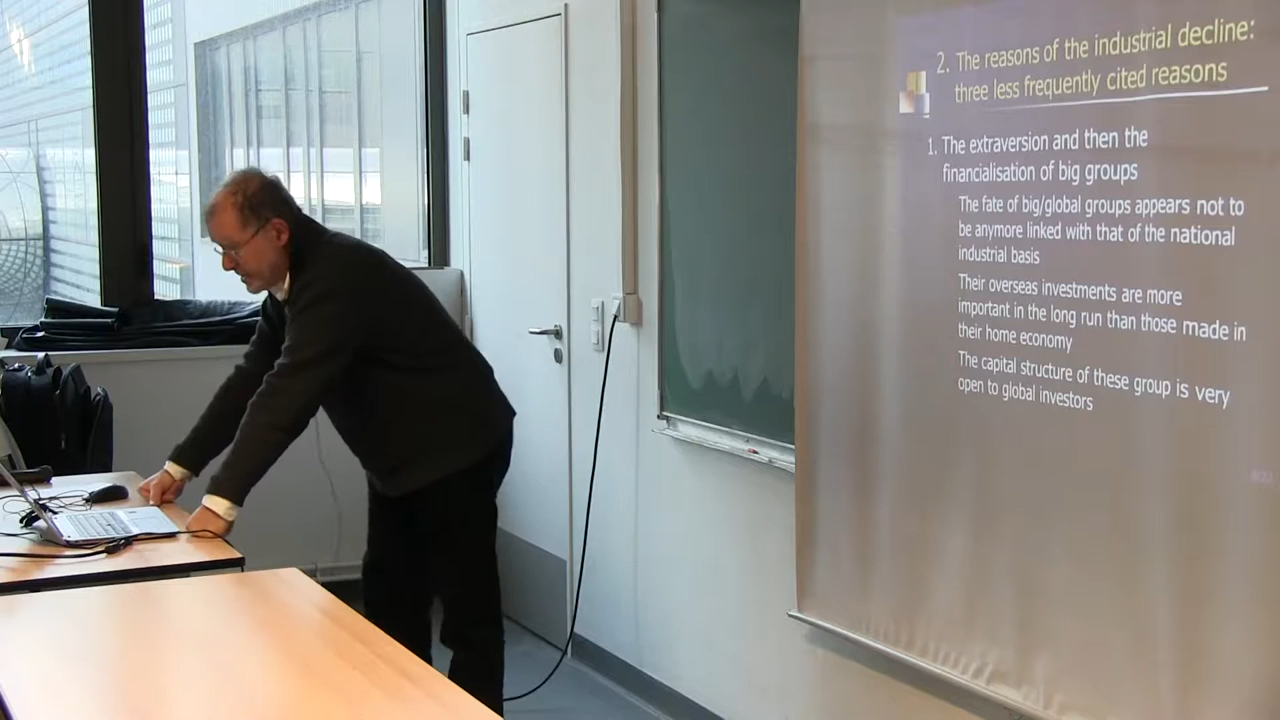 2. The reasons of the industrial decline:
three less frequently cited reasons
1. The extraversion and then the
financialisation of big groups
The fate of big/global groups appears not to
be anymore linked with that of the national
industrial basis
Their overseas investments are more
important in the long run than those made in
their home economy
The capital structure of these group is very
open to global investors